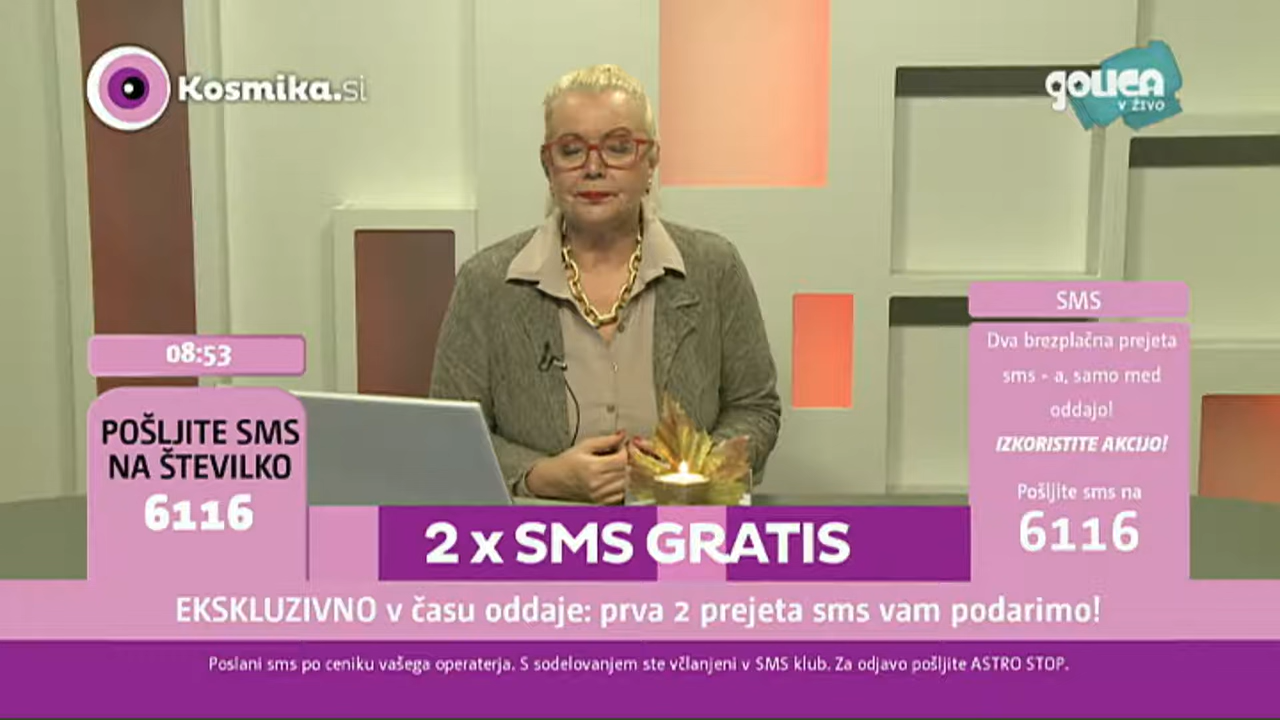 Kosmika.si
GOLICA
V ŽIVO
08:53
POŠLJITE SMS
NA ŠTEVILKO
6116
SMS
Dva brezplačna prejeta
sms - a, samo med
oddajo!
IZKORISTITE AKCIJO!
Pošljite sms na
6116
2 x SMS GRATIS
EKSKLUZIVNO v času oddaje: prva 2 prejeta sms vam podarimo!
Poslani sms po ceniku vašega operaterja. S sodelovanjem ste včlanjeni v SMS klub. Za odjavo pošljite ASTRO STOP.